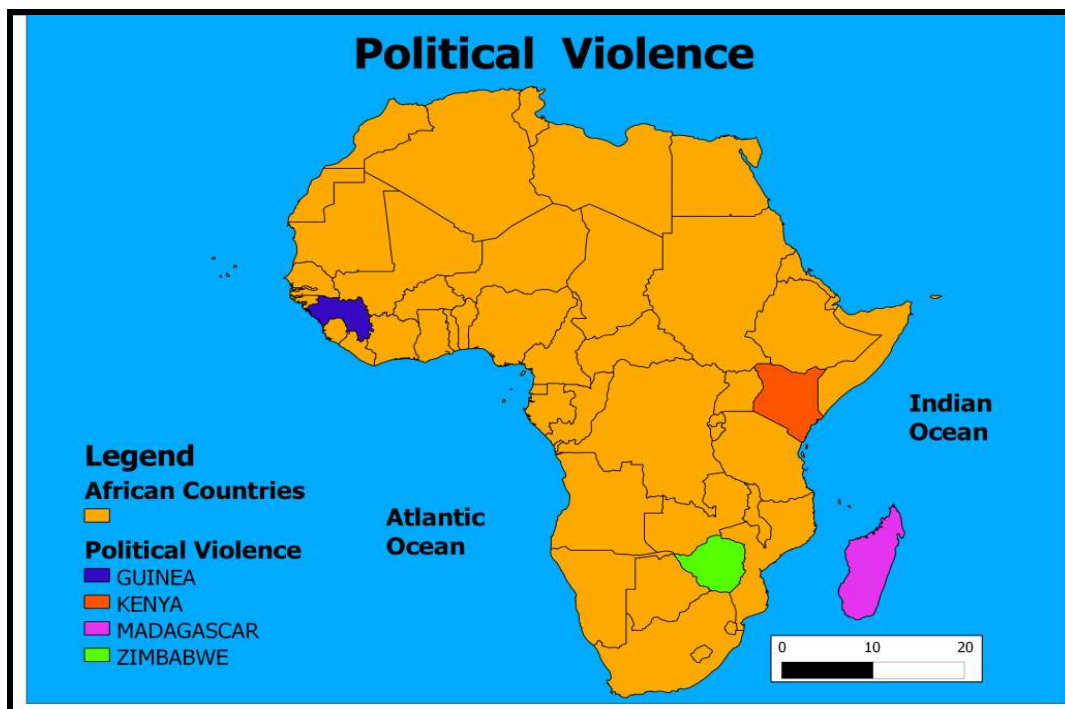 Political Violence
Indian
Ocean
Legend
African Countries
Atlantic
Ocean
Political Violence
GUINEA
KENYA
MADAGASCAR
ZIMBABWE
0 10 20